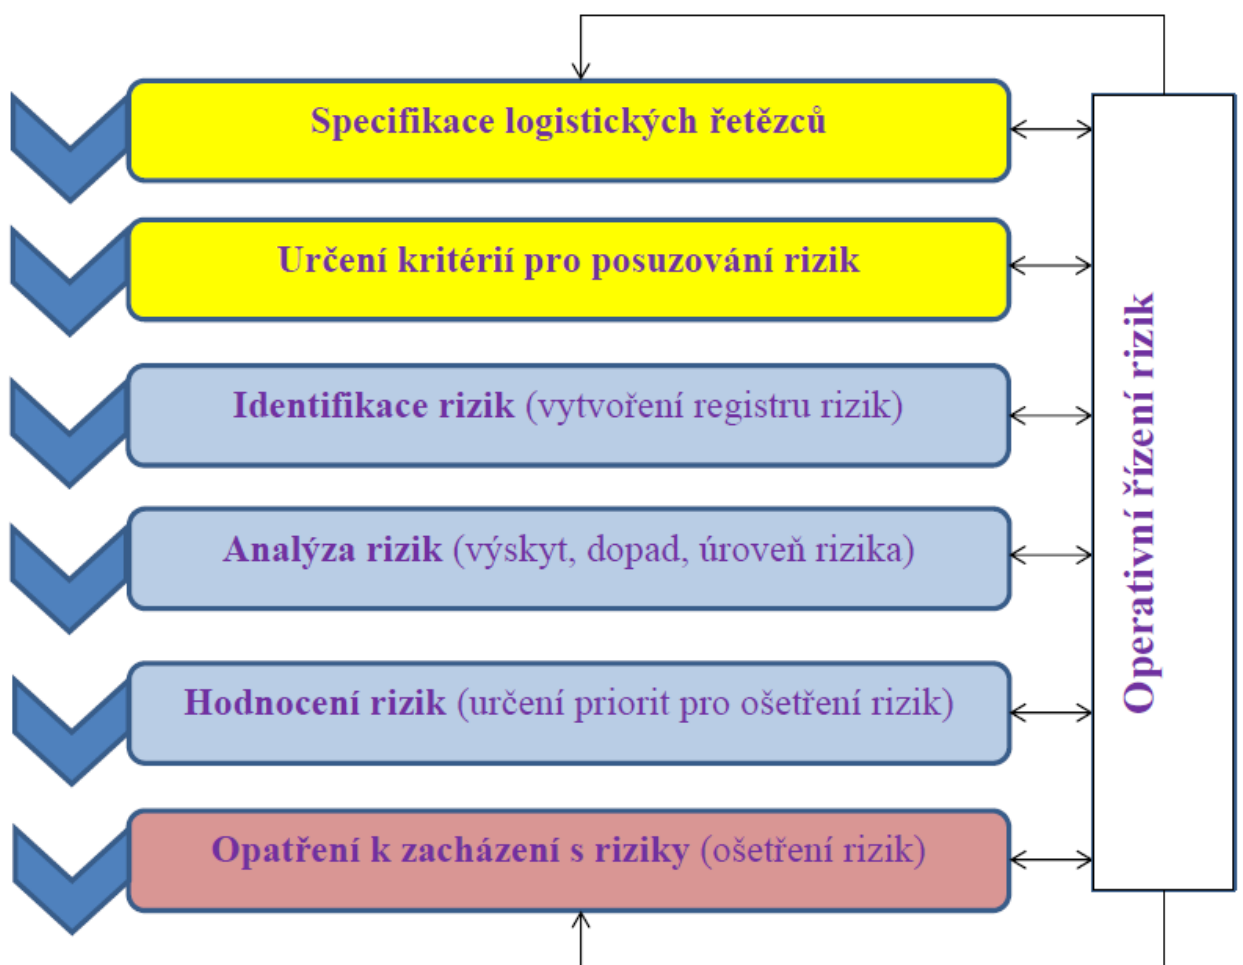 Specifikace logistických řetězců
Určení kritérií pro posuzování rizik
Identifikace rizik (vytvoření registru rizik)
Analýza rizik (výskyt, dopad, úroveň rizika)
Hodnocení rizik (určení priorit pro ošetření rizik)
Opatření k zacházení s riziky (ošetření rizik)
Operativní řízení rizik